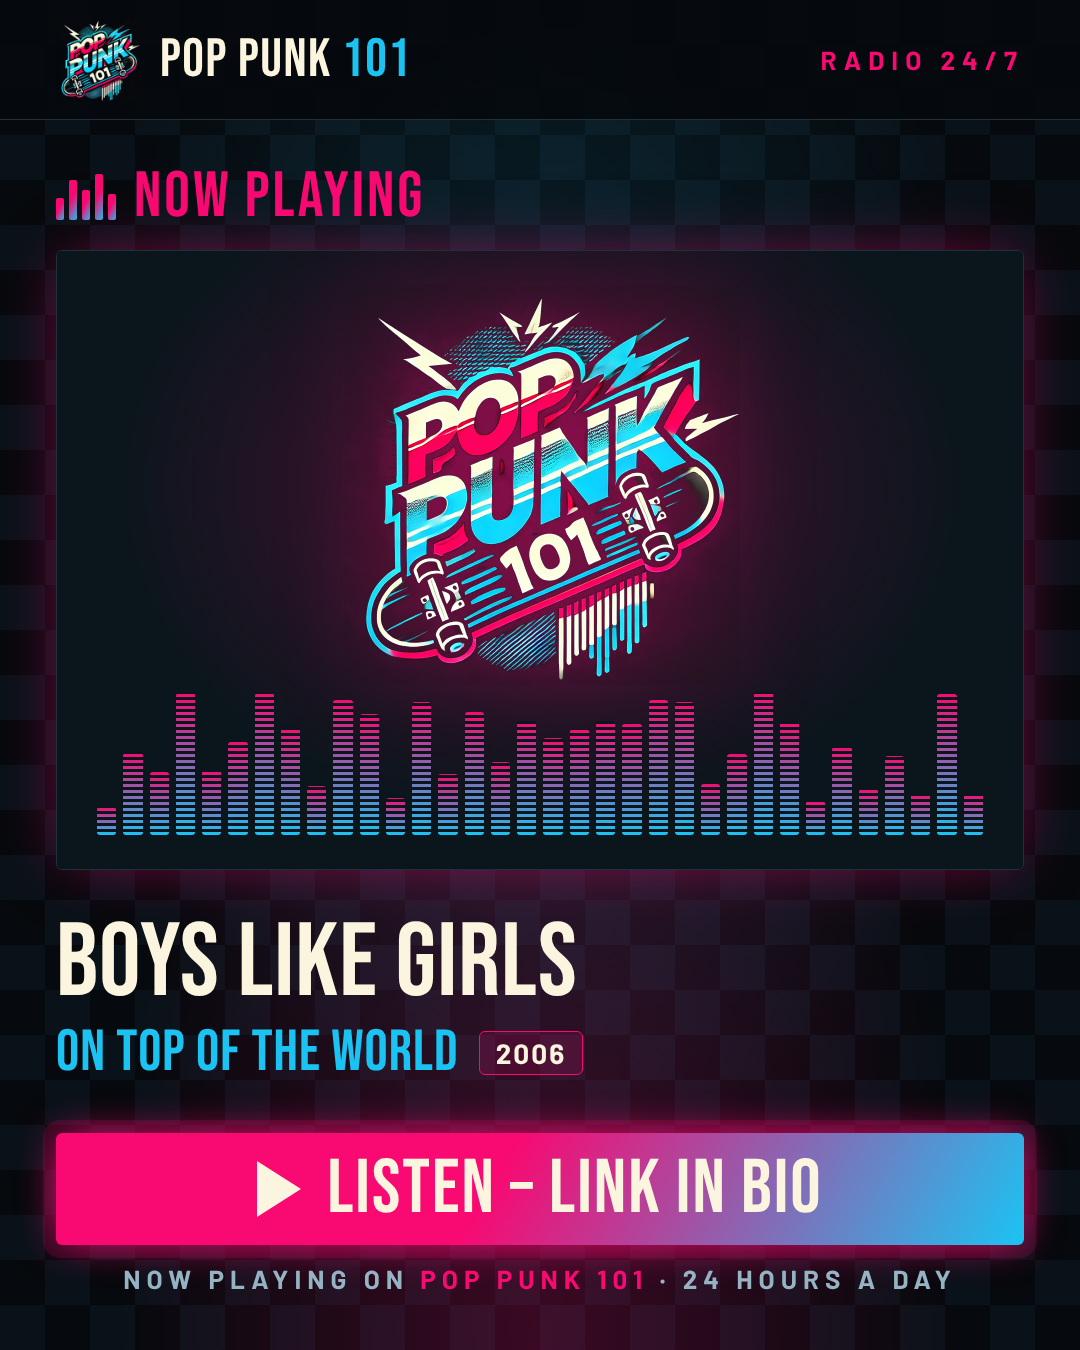 POP
PUNK
101
POP PUNK 101
RADIO 24/7
NOW PLAYING
POP
PUNK
101
BOYS LIKE GIRLS
ON TOP OF THE WORLD 2006
LISTEN – LINK IN BIO
NOW PLAYING ON POP PUNK 101 · 24 HOURS A DAY